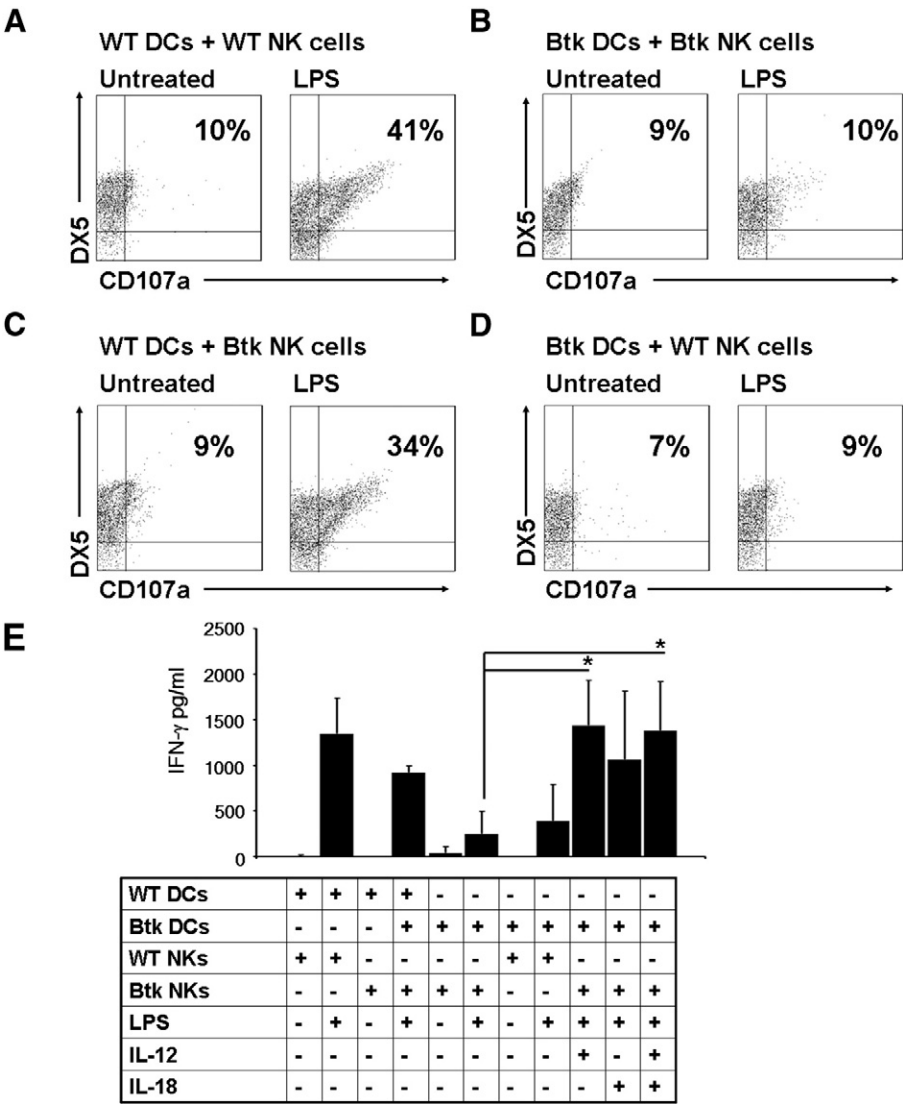 A
WT DCs + WT NK cells
Untreated LPS
10% 41%
DX5
CD107a
B
Btk DCs + Btk NK cells
Untreated LPS
9% 10%
DX5
CD107a
C
WT DCs + Btk NK cells
Untreated LPS
9% 34%
DX5
CD107a
D
Btk DCs + WT NK cells
Untreated LPS
7% 9%
DX5
CD107a
E
IFN-γ pg/ml
2500
2000
1500
1000
500
0
* *
WT DCs + + + + - - - - - - -
Btk DCs - - - + + + + + + + +
WT NKs + + - - - - + + - - -
Btk NKs - - + + + + - - + + +
LPS - + - + - + - + + + +
IL-12 - - - - - - - - + - +
IL-18 - - - - - - - - - + +